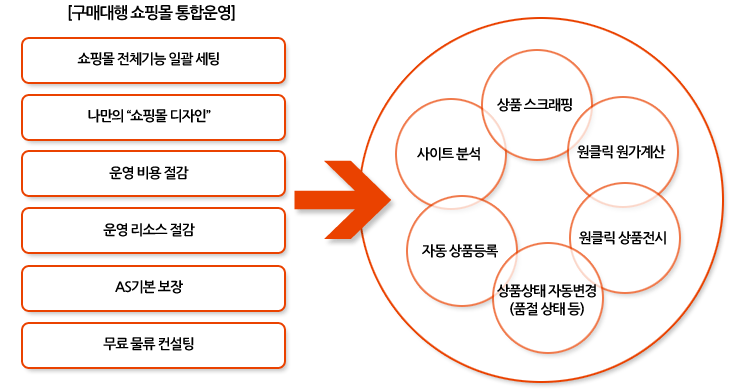 [구매대행 쇼핑몰 통합운영]
쇼핑몰 전체기능 일괄 세팅
나만의 “쇼핑몰 디자인”
운영 비용 절감
운영 리소스 절감
AS기본 보장
무료 물류 컨설팅
상품 스크래핑
사이트 분석
원클릭 원가계산
자동 상품등록
원클릭 상품전시
상품상태 자동변경
(품절 상태 등)